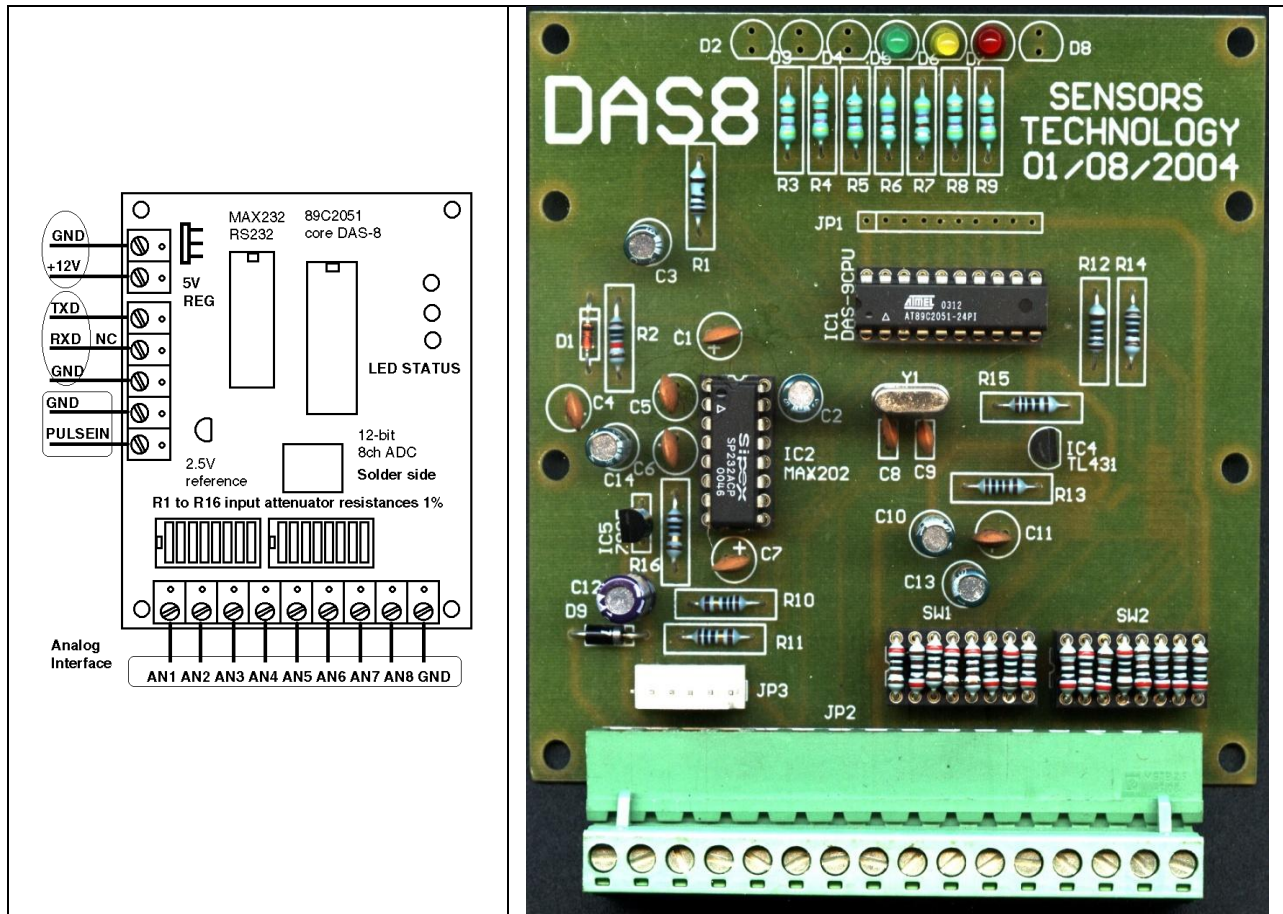 GND
+12V
TXD
RXD
NC
GND
GND
PULSEIN
MAX232
RS232
89C2051
core DAS-8
5V
REG
LED STATUS
2.5V
reference
12-bit
8ch ADC
Solder side
R1 to R16 input attenuator resistances 1%
Analog
Interface
AN1 AN2 AN3 AN4 AN5 AN6 AN7 AN8 GND
D2
D3
D4
D5
D6
D7
D8
DAS8
SENSORS
TECHNOLOGY
01/08/2004
R3 R4 R5 R6 R7 R8 R9
JP1
R1
C3
IC1
DAS-9CPU
ATMEL
0312
AT89C2051-24PI
R12 R14
D1
R2
C1
C4
C5
C2
Y1
R15
C14
C6
sipex
SP232ACP
0046
IC2
MAX202
C8
C9
IC4
TL431
R13
IC5
R16
C7
C10
C11
C12
C13
D9
R10
R11
SW1
SW2
JP3
JP2